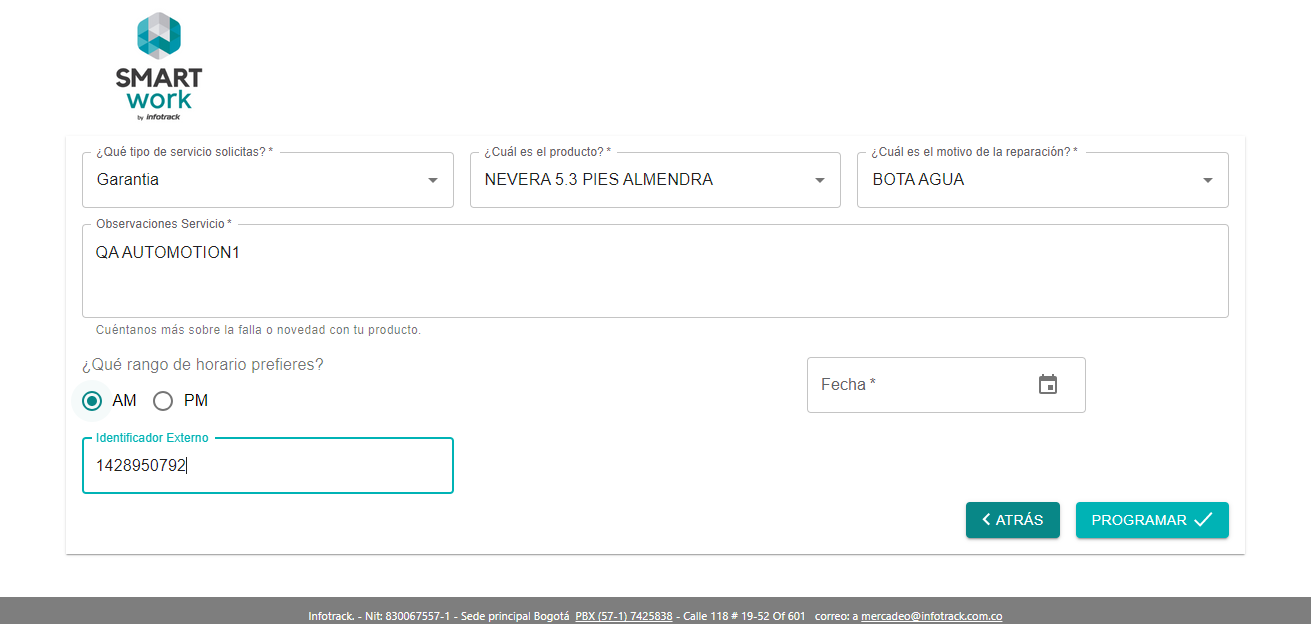 SMART
work
by infotrack
¿Qué tipo de servicio solicitas? *
Garantia
¿Cuál es el producto? *
NEVERA 5.3 PIES ALMENDRA
¿Cuál es el motivo de la reparación? *
BOTA AGUA
Observaciones Servicio *
QA AUTOMOTION1
Cuéntanos más sobre la falla o novedad con tu producto.
¿Qué rango de horario prefieres?
AM PM
Fecha *
Identificador Externo
1428950792
ATRÁS PROGRAMAR
Infotrack. - Nit: 830067557-1 - Sede principal Bogotá PBX (57-1) 7425838 - Calle 118 # 19-52 Of 601 correo: a mercadeo@infotrack.com.co